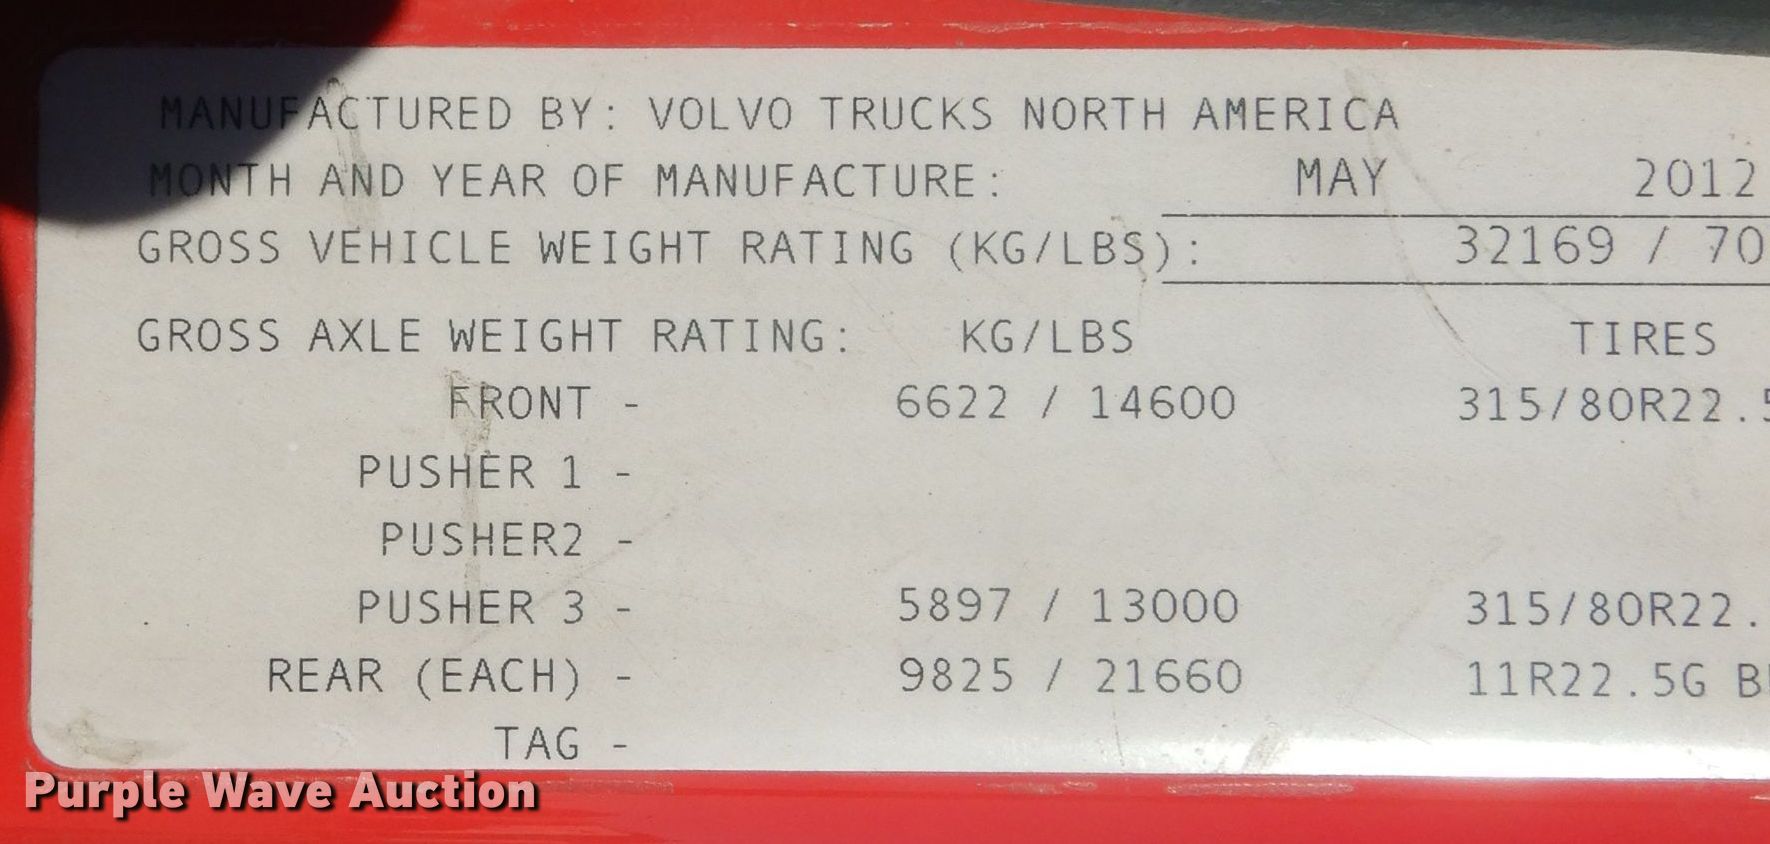 MANUFACTURED BY: VOLVO TRUCKS NORTH AMERICA
MONTH AND YEAR OF MANUFACTURE: MAY 2012
GROSS VEHICLE WEIGHT RATING (KG/LBS): 32169 / 70
GROSS AXLE WEIGHT RATING: KG/LBS TIRES
FRONT - 6622 / 14600 315/80R22.5
PUSHER 1 -
PUSHER2 -
PUSHER 3 - 5897 / 13000 315/80R22.
REAR (EACH) - 9825 / 21660 11R22.5G B
TAG -
Purple Wave Auction